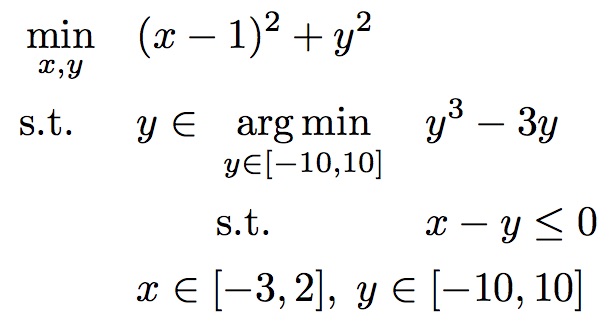 min (x − 1)² + y²
x,y
s.t. y ∈ arg min y³ − 3y
y∈[−10,10]
s.t. x − y ≤ 0
x ∈ [−3, 2], y ∈ [−10, 10]